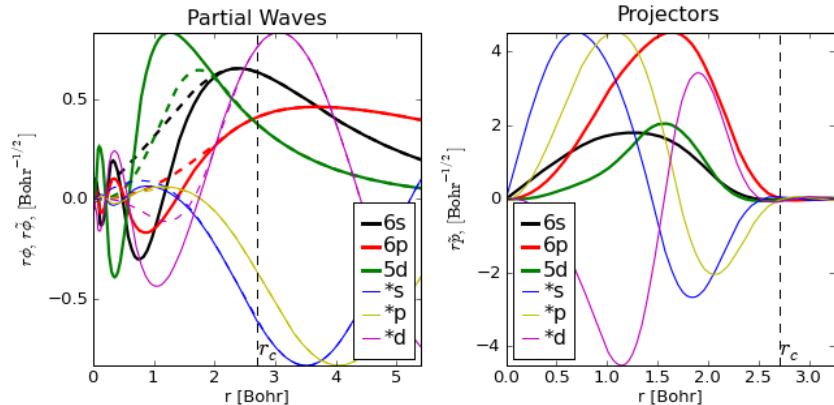 Partial Waves
rϕ, rϕ̃, [Bohr^−1/2]
0.5
0.0
−0.5
6s
6p
5d
*s
*p
*d
r_c
0 1 2 3 4 5
r [Bohr]
Projectors
rp̃, [Bohr^−1/2]
4
2
0
−2
−4
6s
6p
5d
*s
*p
*d
r_c
0.0 0.5 1.0 1.5 2.0 2.5 3.0
r [Bohr]